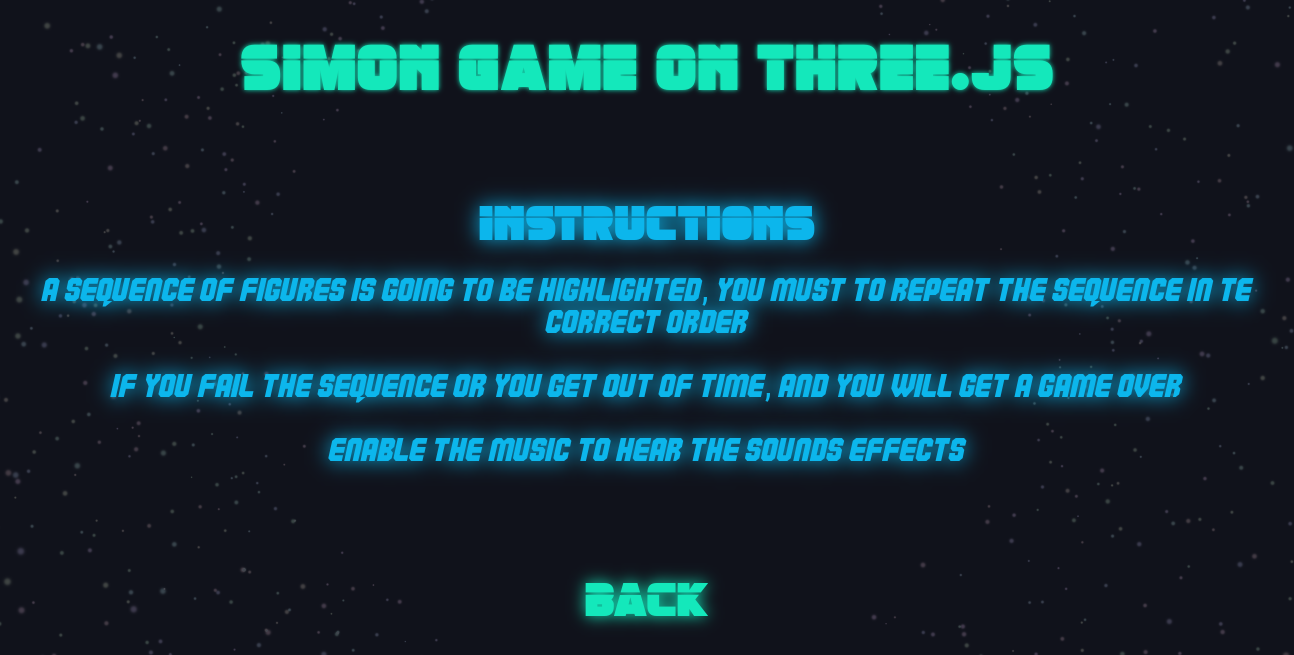 SIMON GAME ON THREE.JS
INSTRUCTIONS
A SEQUENCE OF FIGURES IS GOING TO BE HIGHLIGHTED, YOU MUST TO REPEAT THE SEQUENCE IN TE
CORRECT ORDER
IF YOU FAIL THE SEQUENCE OR YOU GET OUT OF TIME, AND YOU WILL GET A GAME OVER
ENABLE THE MUSIC TO HEAR THE SOUNDS EFFECTS
BACK